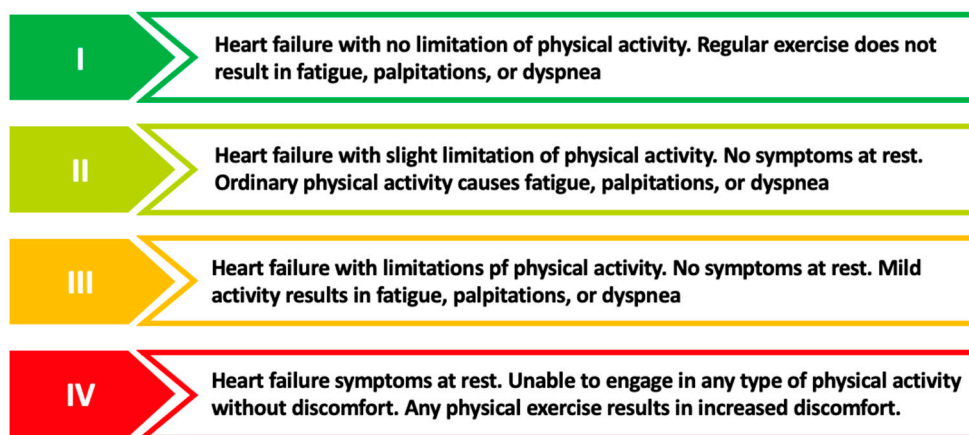 I
Heart failure with no limitation of physical activity. Regular exercise does not
result in fatigue, palpitations, or dyspnea
II
Heart failure with slight limitation of physical activity. No symptoms at rest.
Ordinary physical activity causes fatigue, palpitations, or dyspnea
III
Heart failure with limitations pf physical activity. No symptoms at rest. Mild
activity results in fatigue, palpitations, or dyspnea
IV
Heart failure symptoms at rest. Unable to engage in any type of physical activity
without discomfort. Any physical exercise results in increased discomfort.